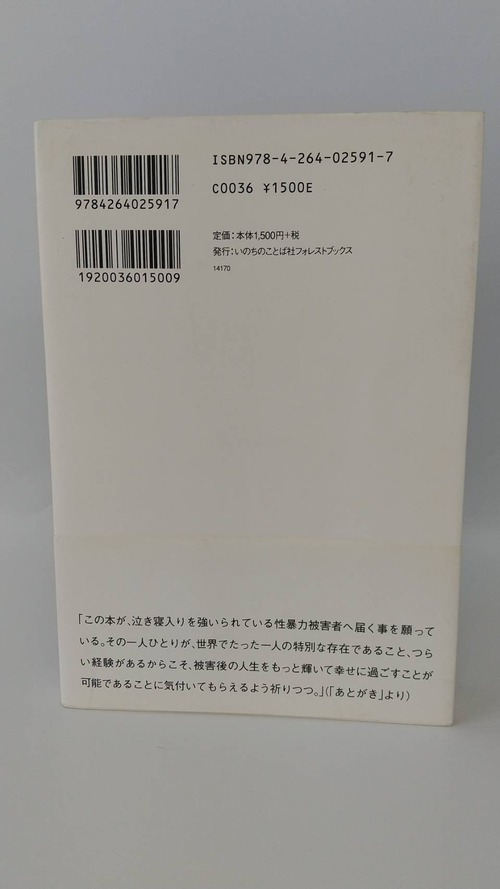 ISBN978-4-264-02591-7
9784264025917
C0036 ¥1500E
定価：本体1,500円+税
発行：いのちのことば社フォレストブックス
14170
1920036015009
「この本が、泣き寝入りを強いられている性暴力被害者へ届く事を願って
いる。その一人ひとりが、世界でたった一人の特別な存在であること、つら
い経験があるからこそ、被害後の人生をもっと輝いて幸せに過ごすことが
可能であることに気付いてもらえるよう祈りつつ。」（「あとがき」より）